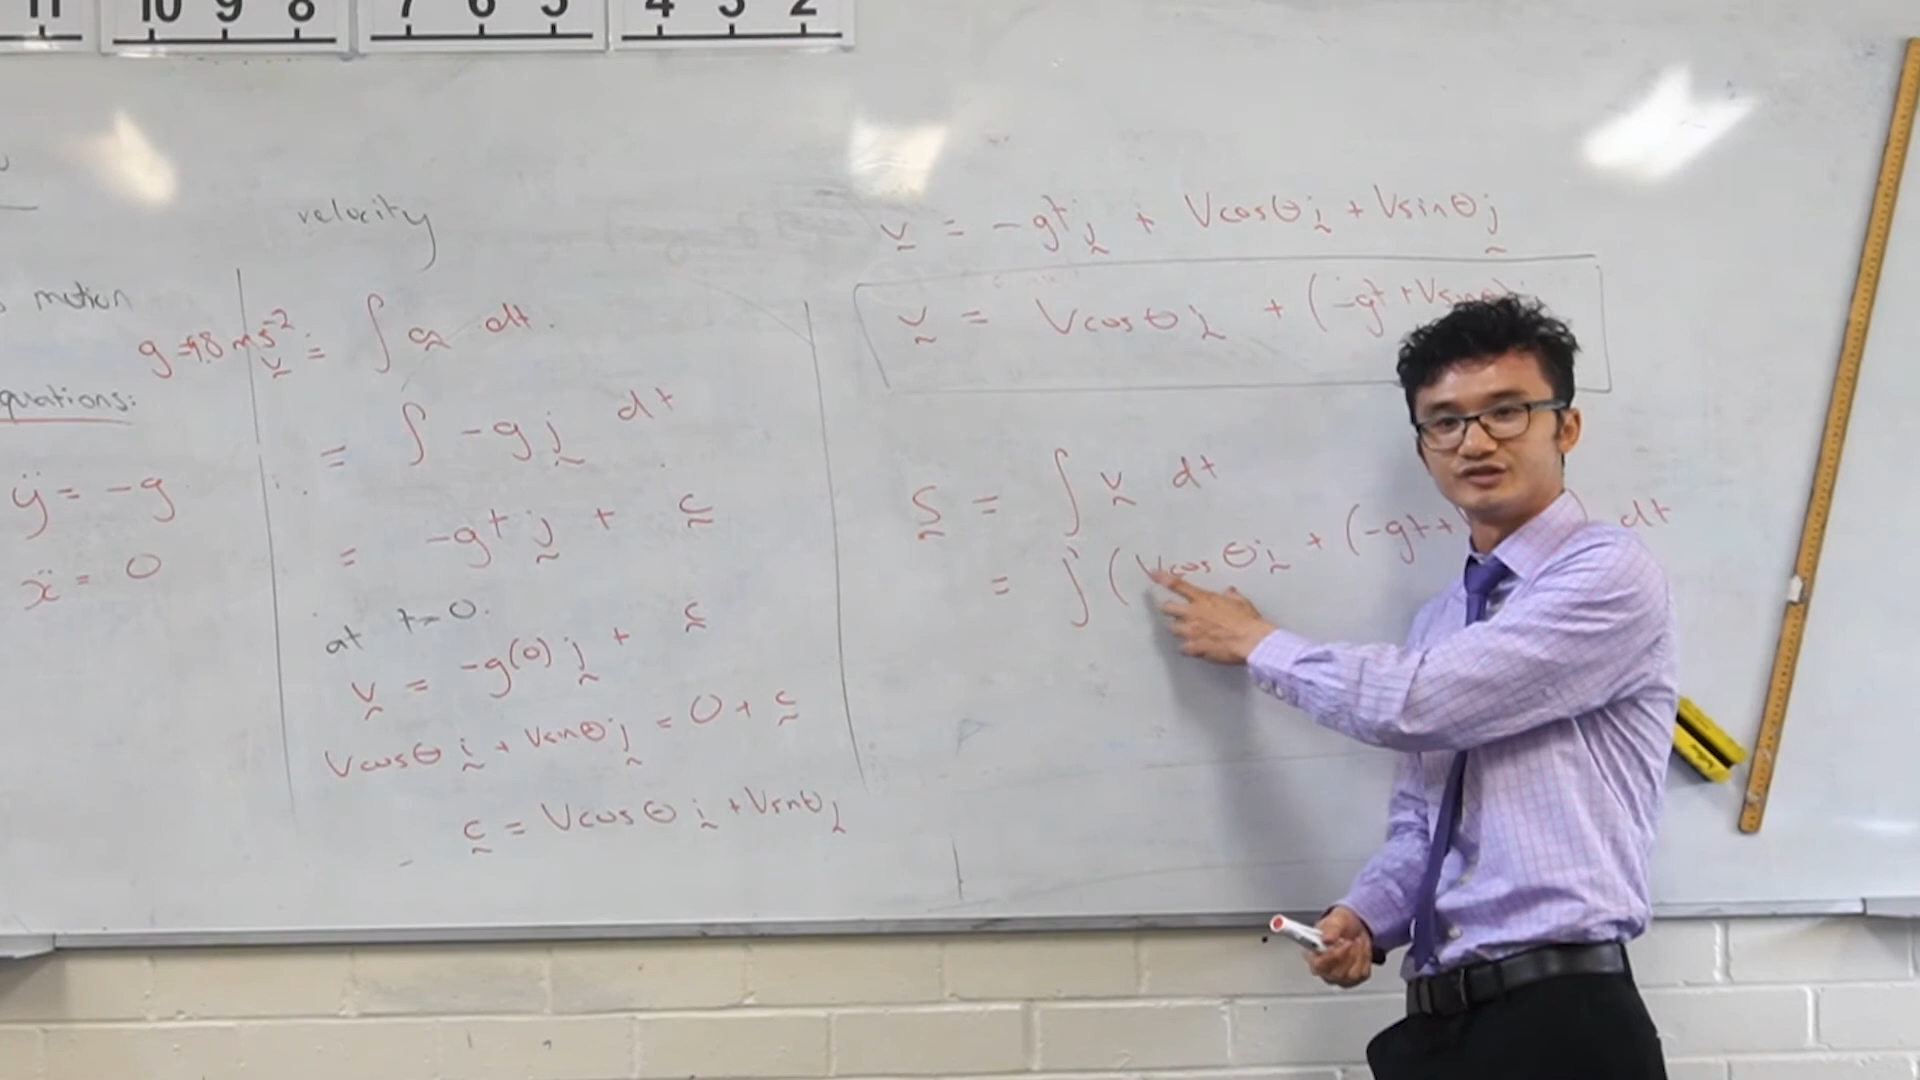 11 10 9 8 7 6 5 4 3 2
motion
quations:
ÿ = -g
ẍ = 0
velocity
g = 9.8 ms⁻²
v = ∫ a dt.
= ∫ -g j dt
= -gt j + c
at t=0.
v = -g(0) j + c
Vcosθ i + Vsinθ j = 0 + c
c = Vcosθ i + Vsinθ j
v = -gt j + Vcosθ i + Vsinθ j
v = Vcosθ i + (-gt + Vsinθ) j
s = ∫ v dt
= ∫ (Vcosθ i + (-gt + ) dt